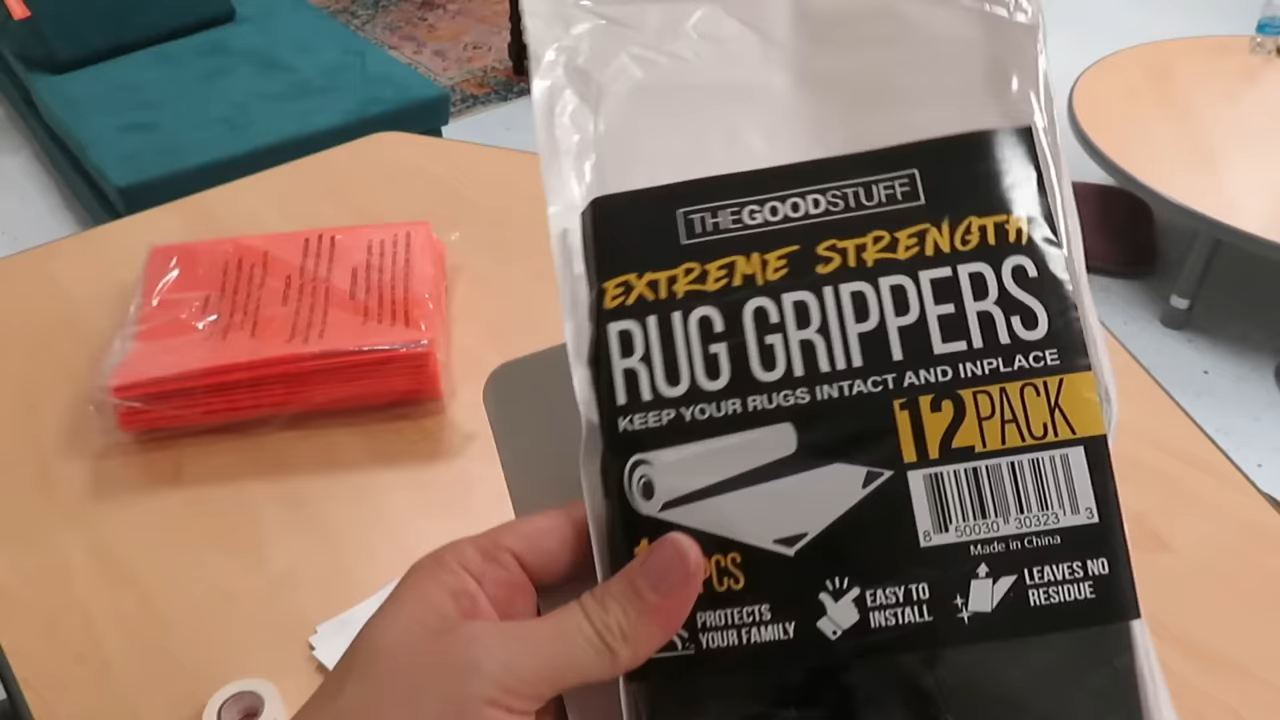 THEGOODSTUFF
EXTREME STRENGTH
RUG GRIPPERS
KEEP YOUR RUGS INTACT AND INPLACE
12 PACK
8 50030 30323 3
Made in China
PCS
PROTECTS
YOUR FAMILY
EASY TO
INSTALL
LEAVES NO
RESIDUE